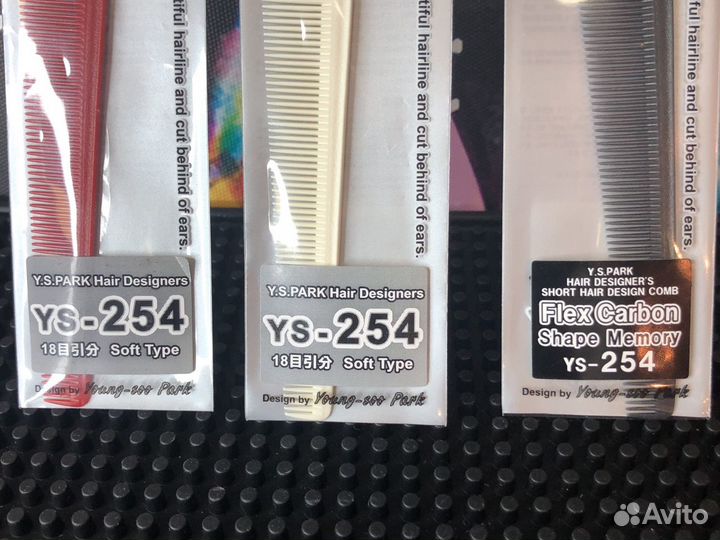 tiful hairline and cut behind of ears.
Y.S.PARK Hair Designers
YS-254
18目引分 Soft Type
Design by Young-soo Park
utiful hairline and cut behind of ears.
Y.S.PARK Hair Designers
YS-254
18目引分 Soft Type
Design by Young-soo Park
tiful hairline and cut behind of ears.
Y.S.PARK
HAIR DESIGNER'S
SHORT HAIR DESIGN COMB
Flex Carbon
Shape Memory
YS-254
Design by Young-soo Park
Avito